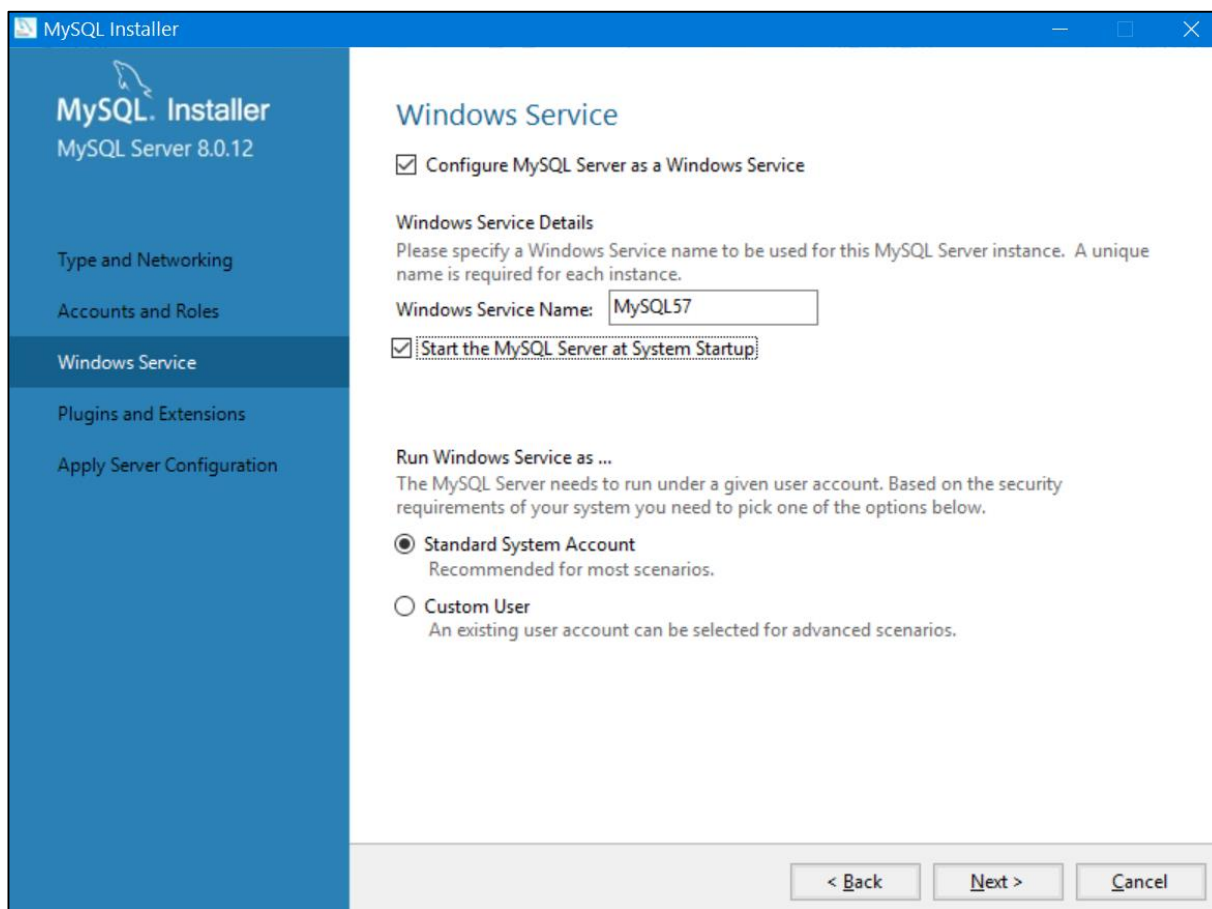 MySQL Installer
MySQL. Installer
MySQL Server 8.0.12
Type and Networking
Accounts and Roles
Windows Service
Plugins and Extensions
Apply Server Configuration
Windows Service
Configure MySQL Server as a Windows Service
Windows Service Details
Please specify a Windows Service name to be used for this MySQL Server instance.  A unique
name is required for each instance.
Windows Service Name: MySQL57
Start the MySQL Server at System Startup
Run Windows Service as ...
The MySQL Server needs to run under a given user account. Based on the security
requirements of your system you need to pick one of the options below.
Standard System Account
Recommended for most scenarios.
Custom User
An existing user account can be selected for advanced scenarios.
< Back Next > Cancel